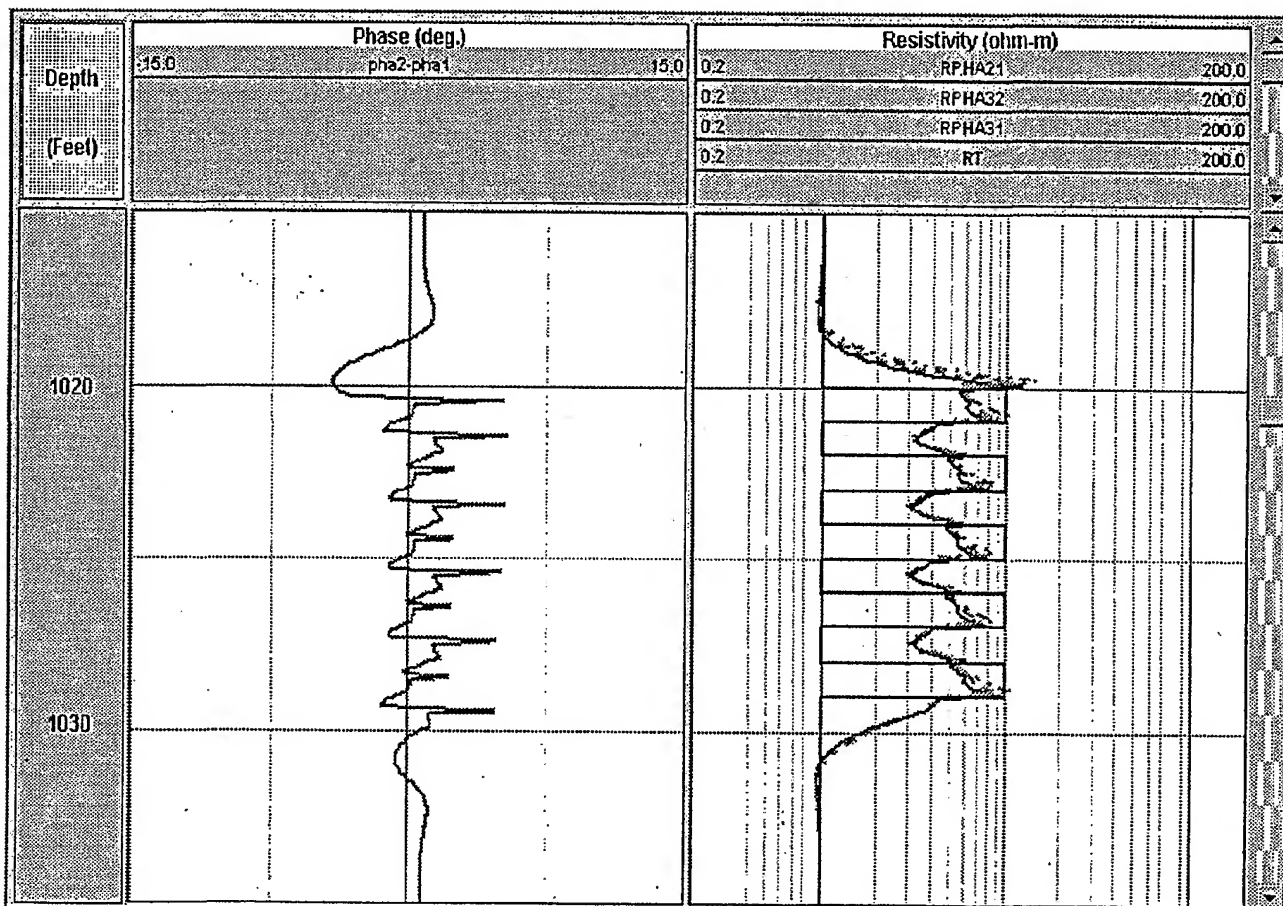 Depth
(Feet)
Phase (deg.)
-15.0 pha2-pha1 15.0
Resistivity (ohm-m)
0.2 RPHA21 200.0
0.2 RPHA32 200.0
0.2 RPHA31 200.0
0.2 RT 200.0
1020
1030